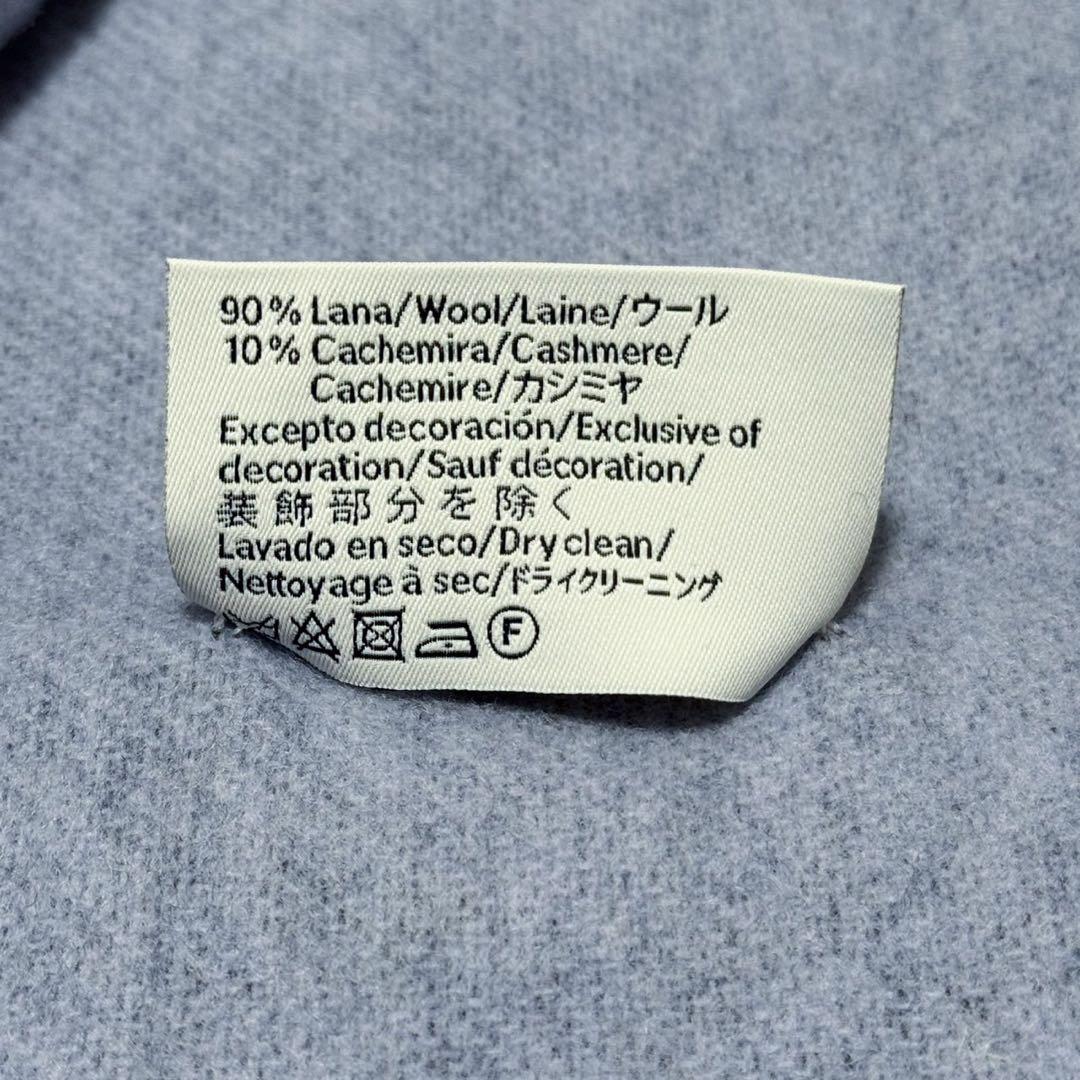 90% Lana/Wool/Laine/ウール
10% Cachemira/Cashmere/
Cachemire/カシミヤ
Excepto decoración/Exclusive of
decoration/Sauf décoration/
装飾部分を除く
Lavado en seco/Dry clean/
Nettoyage à sec/ドライクリーニング
F